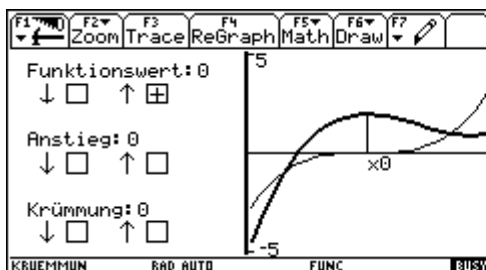 F1 F2 Zoom F3 Trace F4 ReGraph F5 Math F6 Draw F7
5
Funktionswert: 0
↓ □ ↑ ⊞
Anstieg: 0
↓ □ ↑ □
x0
Krümmung: 0
↓ □ ↑ □
-5
KRUEMMUN RAD AUTO FUNC BUSY